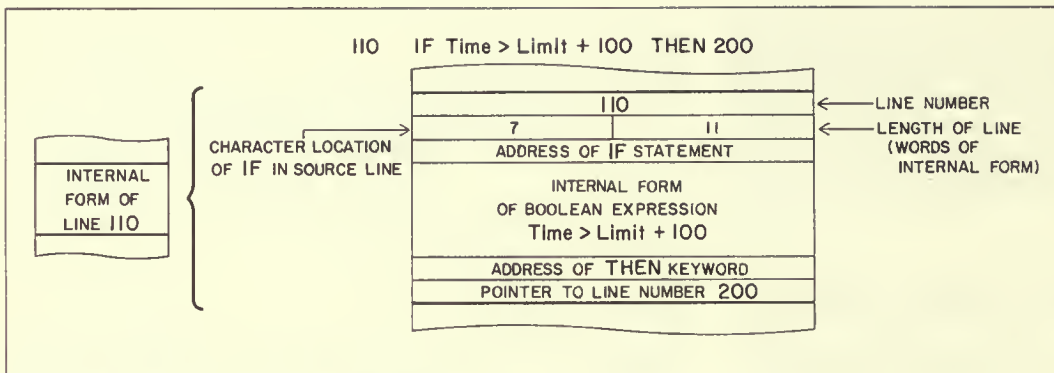 110 IF Time > Limit + 100 THEN 200
110
LINE NUMBER
7 11
LENGTH OF LINE
(WORDS OF
INTERNAL FORM)
CHARACTER LOCATION
OF IF IN SOURCE LINE
ADDRESS OF IF STATEMENT
INTERNAL
FORM OF
LINE 110
INTERNAL FORM
OF BOOLEAN EXPRESSION
Time > Limit + 100
ADDRESS OF THEN KEYWORD
POINTER TO LINE NUMBER 200